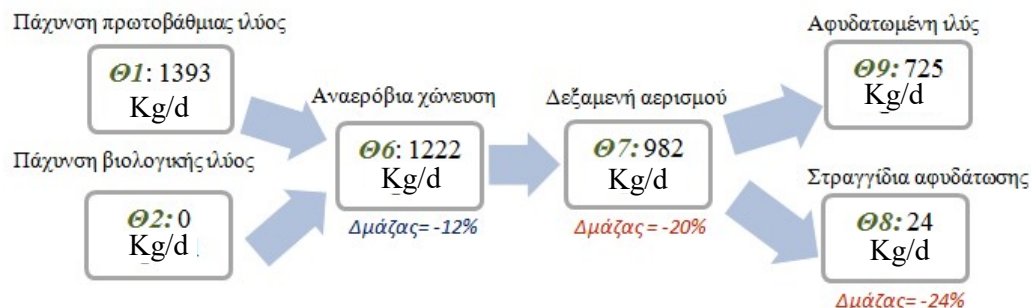 Πάχυνση πρωτοβάθμιας ιλύος
Θ1: 1393
Kg/d
Πάχυνση βιολογικής ιλύος
Θ2: 0
Kg/d
Αναερόβια χώνευση
Θ6: 1222
Kg/d
Δμάζας= -12%
Δεξαμενή αερισμού
Θ7: 982
Kg/d
Δμάζας = -20%
Αφυδατωμένη ιλύς
Θ9: 725
Kg/d
Στραγγίδια αφυδάτωσης
Θ8: 24
Kg/d
Δμάζας= -24%